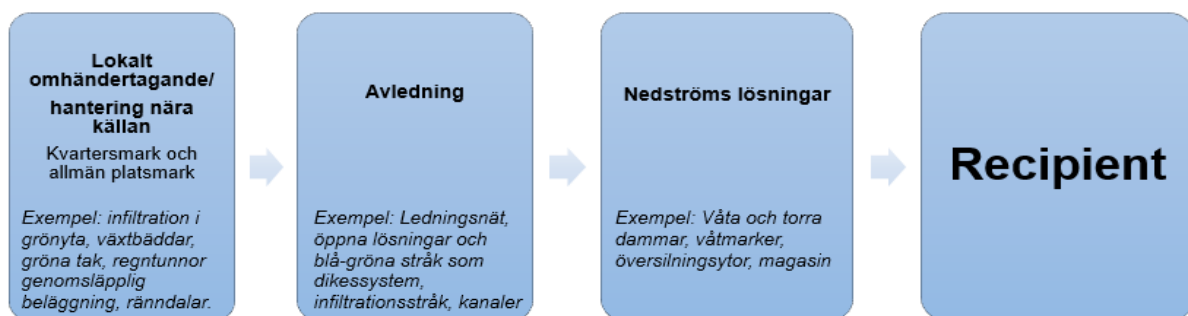 Lokalt
omhändertagande/
hantering nära
källan
Kvartersmark och
allmän platsmark
Exempel: infiltration i
grönyta, växtbäddar,
gröna tak, regntunnor
genomsläpplig
beläggning, ränndalar.
Avledning
Exempel: Ledningsnät,
öppna lösningar och
blå-gröna stråk som
dikessystem,
infiltrationsstråk, kanaler
Nedströms lösningar
Exempel: Våta och torra
dammar, våtmarker,
översilningsytor, magasin
Recipient